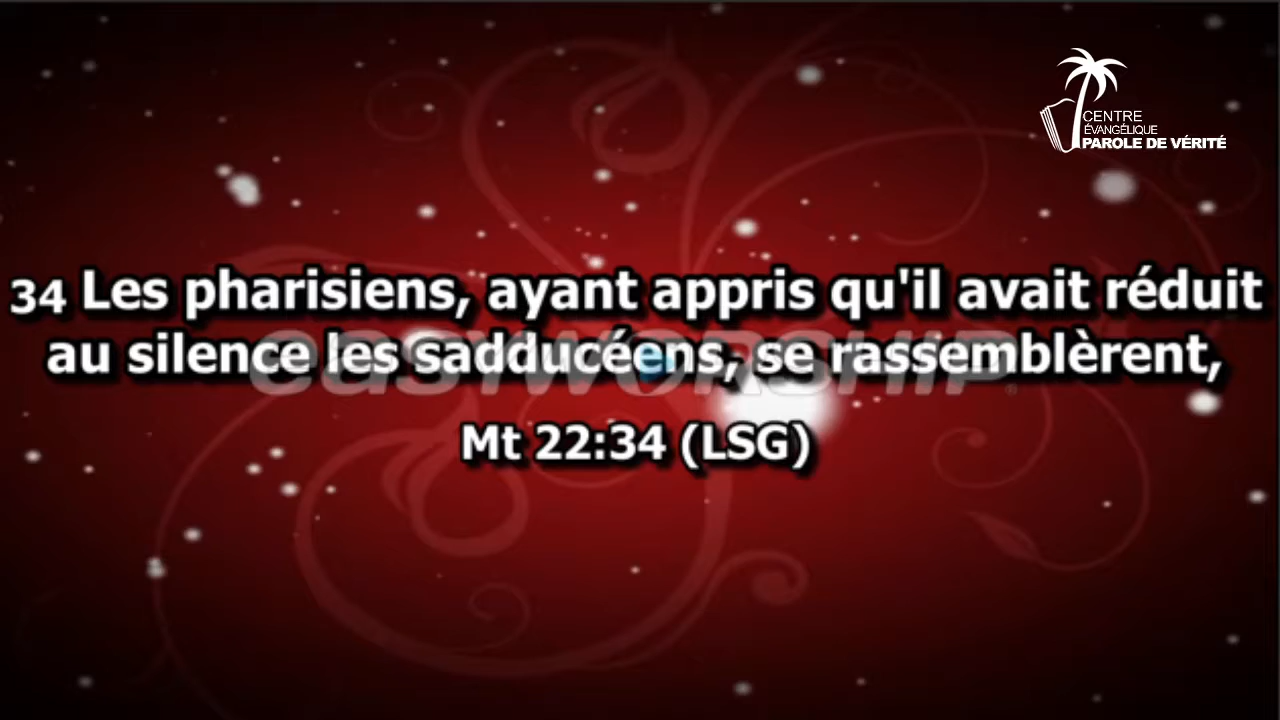 CENTRE
ÉVANGÉLIQUE
PAROLE DE VÉRITÉ
34 Les pharisiens, ayant appris qu'il avait réduit
au silence les sadducéens, se rassemblèrent,
easyworship®
Mt 22:34 (LSG)